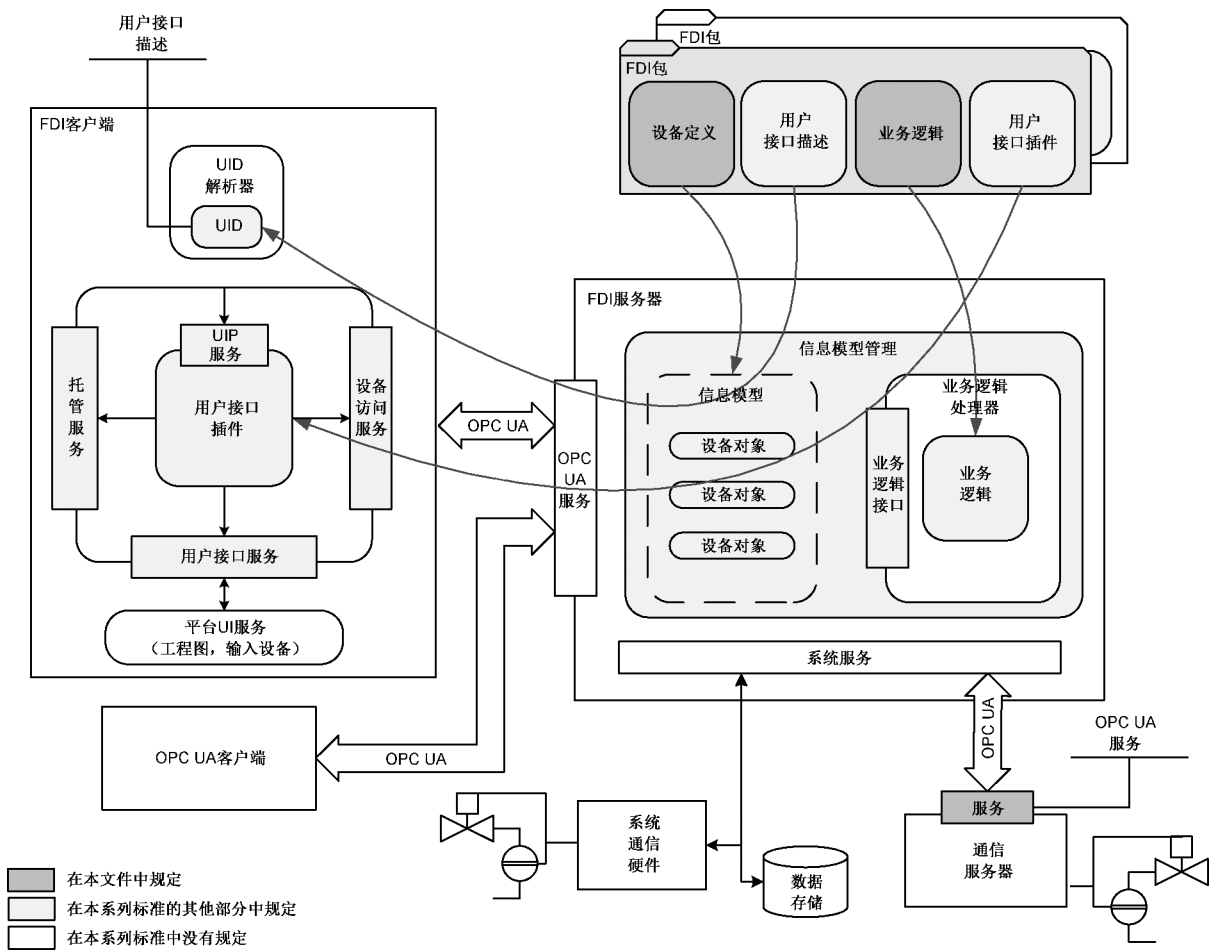 用户接口
描述
FDI包
FDI包
设备定义
用户
接口描述
业务逻辑
用户
接口插件
FDI客户端
UID
解析器
UID
UIP
服务
托管服务
用户接口
插件
设备访问服务
用户接口服务
平台UI服务
（工程图，输入设备）
OPC UA
FDI服务器
OPC
UA
服务
信息模型管理
信息模型
设备对象
设备对象
设备对象
业务逻辑
处理器
业务
逻辑
接口
业务
逻辑
系统服务
OPC UA客户端
OPC UA
OPC UA
OPC UA
服务
系统
通信
硬件
数据
存储
服务
通信
服务器
在本文件中规定
在本系列标准的其他部分中规定
在本系列标准中没有规定